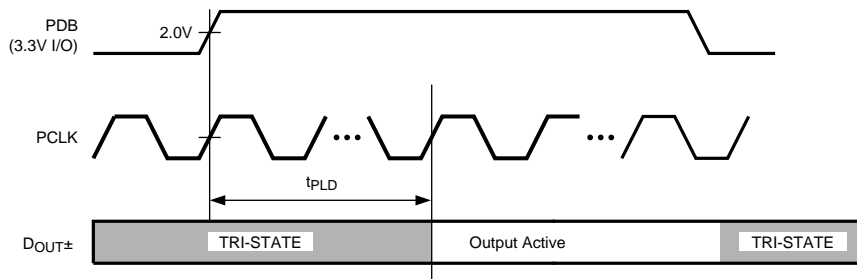 PDB
(3.3V I/O)
2.0V
PCLK
•••
•••
tPLD
DOUT±
TRI-STATE
Output Active
TRI-STATE